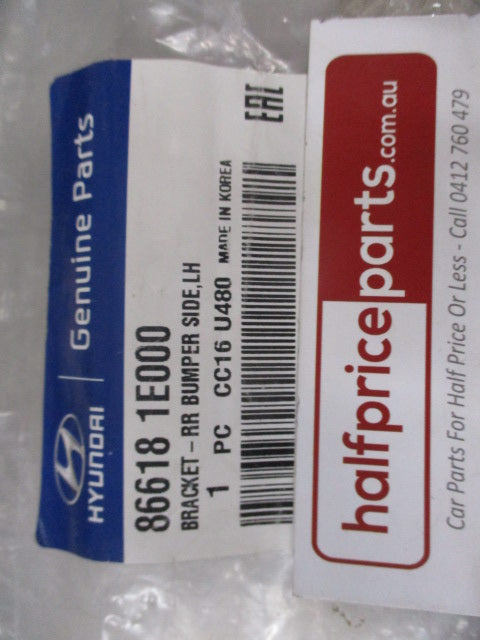 HYUNDAI | Genuine Parts
86618 1E000
BRACKET - RR BUMPER SIDE,LH
1 PC CC16 U480 MADE IN KOREA
EAC
halfpriceparts.com.au
Car Parts For Half Price Or Less - Call 0412 760 479